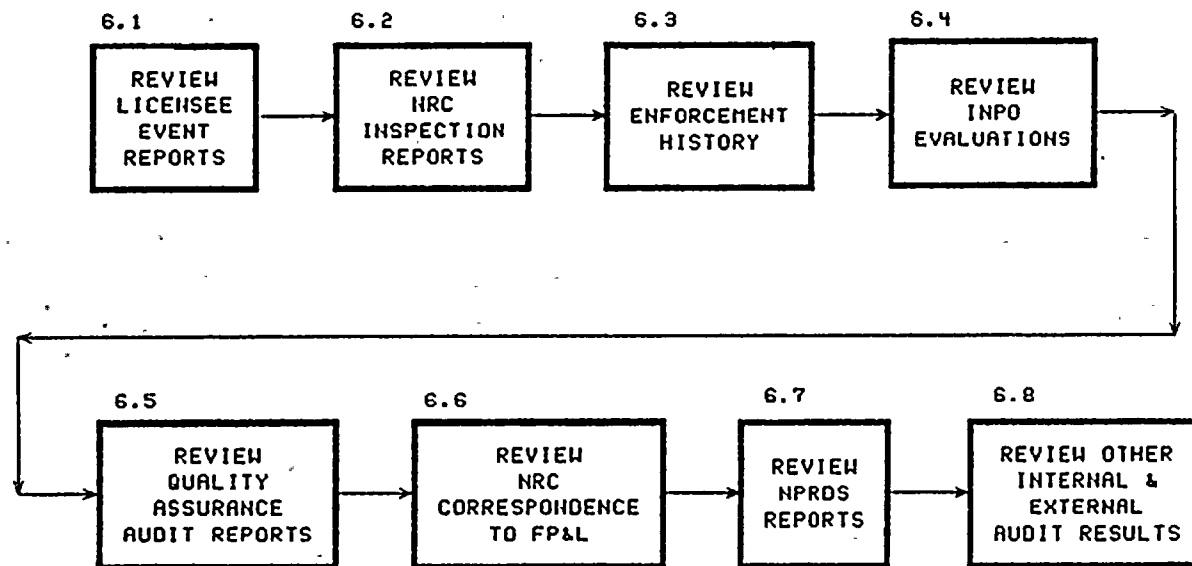 6.1
REVIEW
LICENSEE
EVENT
REPORTS
6.2
REVIEW
NRC
INSPECTION
REPORTS
6.3
REVIEW
ENFORCEMENT
HISTORY
6.4
REVIEW
INPO
EVALUATIONS
6.5
REVIEW
QUALITY
ASSURANCE
AUDIT REPORTS
6.6
REVIEW
NRC
CORRESPONDENCE
TO FP&L
6.7
REVIEW
NPRDS
REPORTS
6.8
REVIEW OTHER
INTERNAL &
EXTERNAL
AUDIT RESULTS